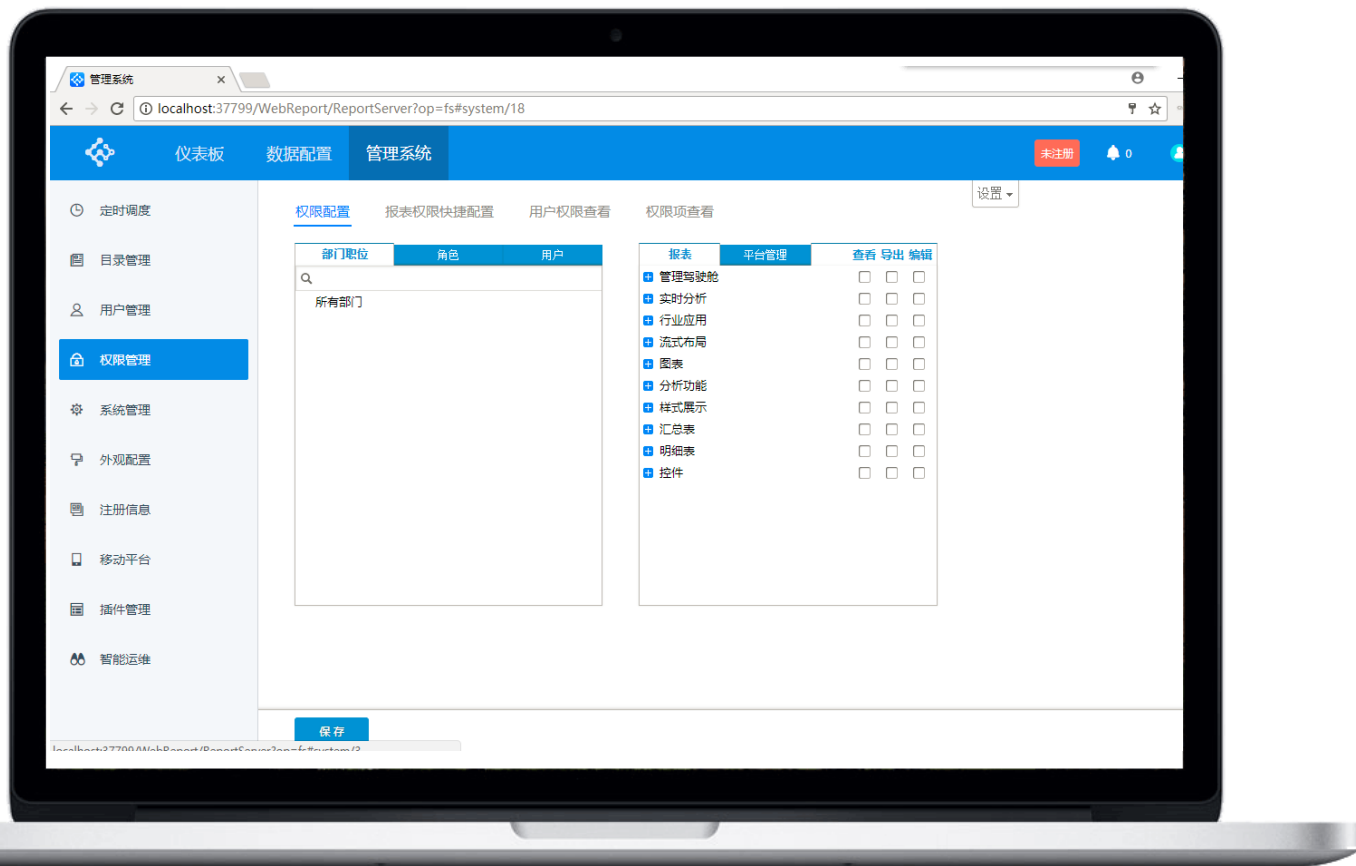 管理系统
localhost:37799/WebReport/ReportServer?op=fs#system/18
仪表板 数据配置 管理系统 未注册 0
设置
定时调度
目录管理
用户管理
权限管理
系统管理
外观配置
注册信息
移动平台
插件管理
智能运维
权限配置 报表权限快捷配置 用户权限查看 权限项查看
部门职位 角色 用户
所有部门
报表 平台管理 查看 导出 编辑
管理驾驶舱
实时分析
行业应用
流式布局
图表
分析功能
样式展示
汇总表
明细表
控件
保存
localhost:37799/WebReport/ReportServer?op=fs#system/3